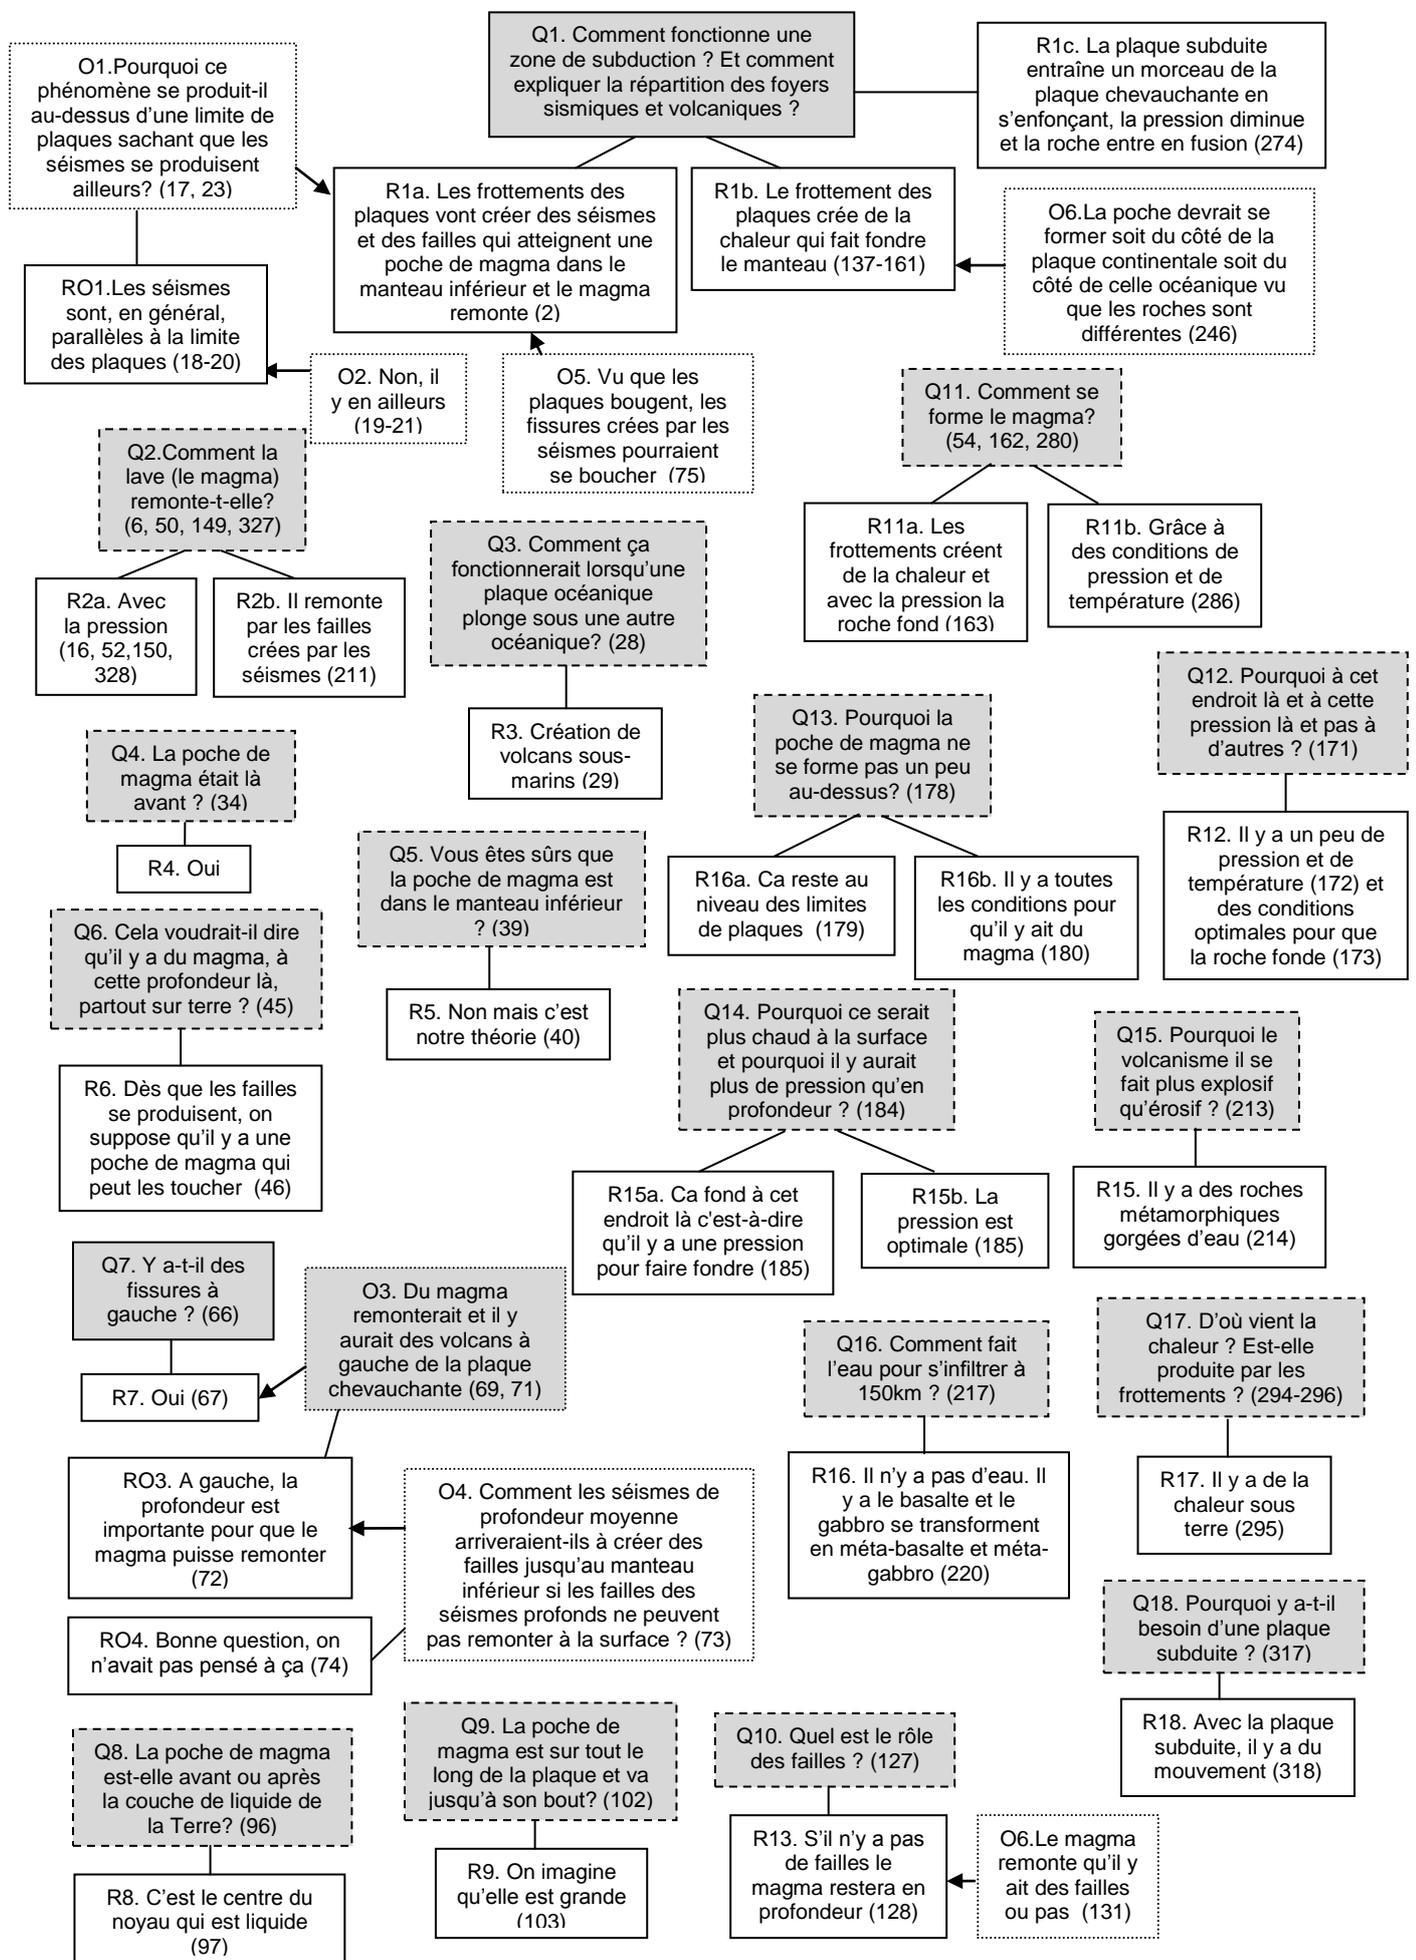 Q1. Comment fonctionne une
zone de subduction ? Et comment
expliquer la répartition des foyers
sismiques et volcaniques ?
R1c. La plaque subduite
entraîne un morceau de la
plaque chevauchante en
s'enfonçant, la pression diminue
et la roche entre en fusion (274)
O1.Pourquoi ce
phénomène se produit-il
au-dessus d'une limite de
plaques sachant que les
séismes se produisent
ailleurs? (17, 23)
R1a. Les frottements des
plaques vont créer des séismes
et des failles qui atteignent une
poche de magma dans le
manteau inférieur et le magma
remonte (2)
R1b. Le frottement des
plaques crée de la
chaleur qui fait fondre
le manteau (137-161)
O6.La poche devrait se
former soit du côté de la
plaque continentale soit du
côté de celle océanique vu
que les roches sont
différentes (246)
RO1.Les séismes
sont, en général,
parallèles à la limite
des plaques (18-20)
O2. Non, il
y en ailleurs
(19-21)
O5. Vu que les
plaques bougent, les
fissures crées par les
séismes pourraient
se boucher (75)
Q11. Comment se
forme le magma?
(54, 162, 280)
Q2.Comment la
lave (le magma)
remonte-t-elle?
(6, 50, 149, 327)
R11a. Les
frottements créent
de la chaleur et
avec la pression la
roche fond (163)
R11b. Grâce à
des conditions de
pression et de
température (286)
Q3. Comment ça
fonctionnerait lorsqu'une
plaque océanique
plonge sous une autre
océanique? (28)
R2a. Avec
la pression
(16, 52,150,
328)
R2b. Il remonte
par les failles
crées par les
séismes (211)
Q12. Pourquoi à cet
endroit là et à cette
pression là et pas à
d'autres ? (171)
Q13. Pourquoi la
poche de magma ne
se forme pas un peu
au-dessus? (178)
R3. Création de
volcans sous-
marins (29)
Q4. La poche de
magma était là
avant ? (34)
R12. Il y a un peu de
pression et de
température (172) et
des conditions
optimales pour que
la roche fonde (173)
R4. Oui
Q5. Vous êtes sûrs que
la poche de magma est
dans le manteau inférieur
? (39)
R16a. Ca reste au
niveau des limites
de plaques (179)
R16b. Il y a toutes
les conditions pour
qu'il y ait du
magma (180)
Q6. Cela voudrait-il dire
qu'il y a du magma, à
cette profondeur là,
partout sur terre ? (45)
R5. Non mais c'est
notre théorie (40)
Q14. Pourquoi ce serait
plus chaud à la surface
et pourquoi il y aurait
plus de pression qu'en
profondeur ? (184)
Q15. Pourquoi le
volcanisme il se
fait plus explosif
qu'érosif ? (213)
R6. Dès que les failles
se produisent, on
suppose qu'il y a une
poche de magma qui
peut les toucher (46)
R15a. Ca fond à cet
endroit là c'est-à-dire
qu'il y a une pression
pour faire fondre (185)
R15b. La
pression est
optimale (185)
R15. Il y a des roches
métamorphiques
gorgées d'eau (214)
Q7. Y a-t-il des
fissures à
gauche ? (66)
O3. Du magma
remonterait et il y
aurait des volcans à
gauche de la plaque
chevauchante (69, 71)
Q16. Comment fait
l'eau pour s'infiltrer à
150km ? (217)
Q17. D'où vient la
chaleur ? Est-elle
produite par les
frottements ? (294-296)
R7. Oui (67)
RO3. A gauche, la
profondeur est
importante pour que le
magma puisse remonter
(72)
O4. Comment les séismes de
profondeur moyenne
arriveraient-ils à créer des
failles jusqu'au manteau
inférieur si les failles des
séismes profonds ne peuvent
pas remonter à la surface ? (73)
R16. Il n'y a pas d'eau. Il
y a le basalte et le
gabbro se transforment
en méta-basalte et méta-
gabbro (220)
R17. Il y a de la
chaleur sous
terre (295)
RO4. Bonne question, on
n'avait pas pensé à ça (74)
Q18. Pourquoi y a-t-il
besoin d'une plaque
subduite ? (317)
Q8. La poche de magma
est-elle avant ou après
la couche de liquide de
la Terre? (96)
Q9. La poche de
magma est sur tout le
long de la plaque et va
jusqu'à son bout? (102)
Q10. Quel est le rôle
des failles ? (127)
R18. Avec la plaque
subduite, il y a du
mouvement (318)
R8. C'est le centre du
noyau qui est liquide
(97)
R9. On imagine
qu'elle est grande
(103)
R13. S'il n'y a pas
de failles le
magma restera en
profondeur (128)
O6.Le magma
remonte qu'il y
ait des failles
ou pas (131)